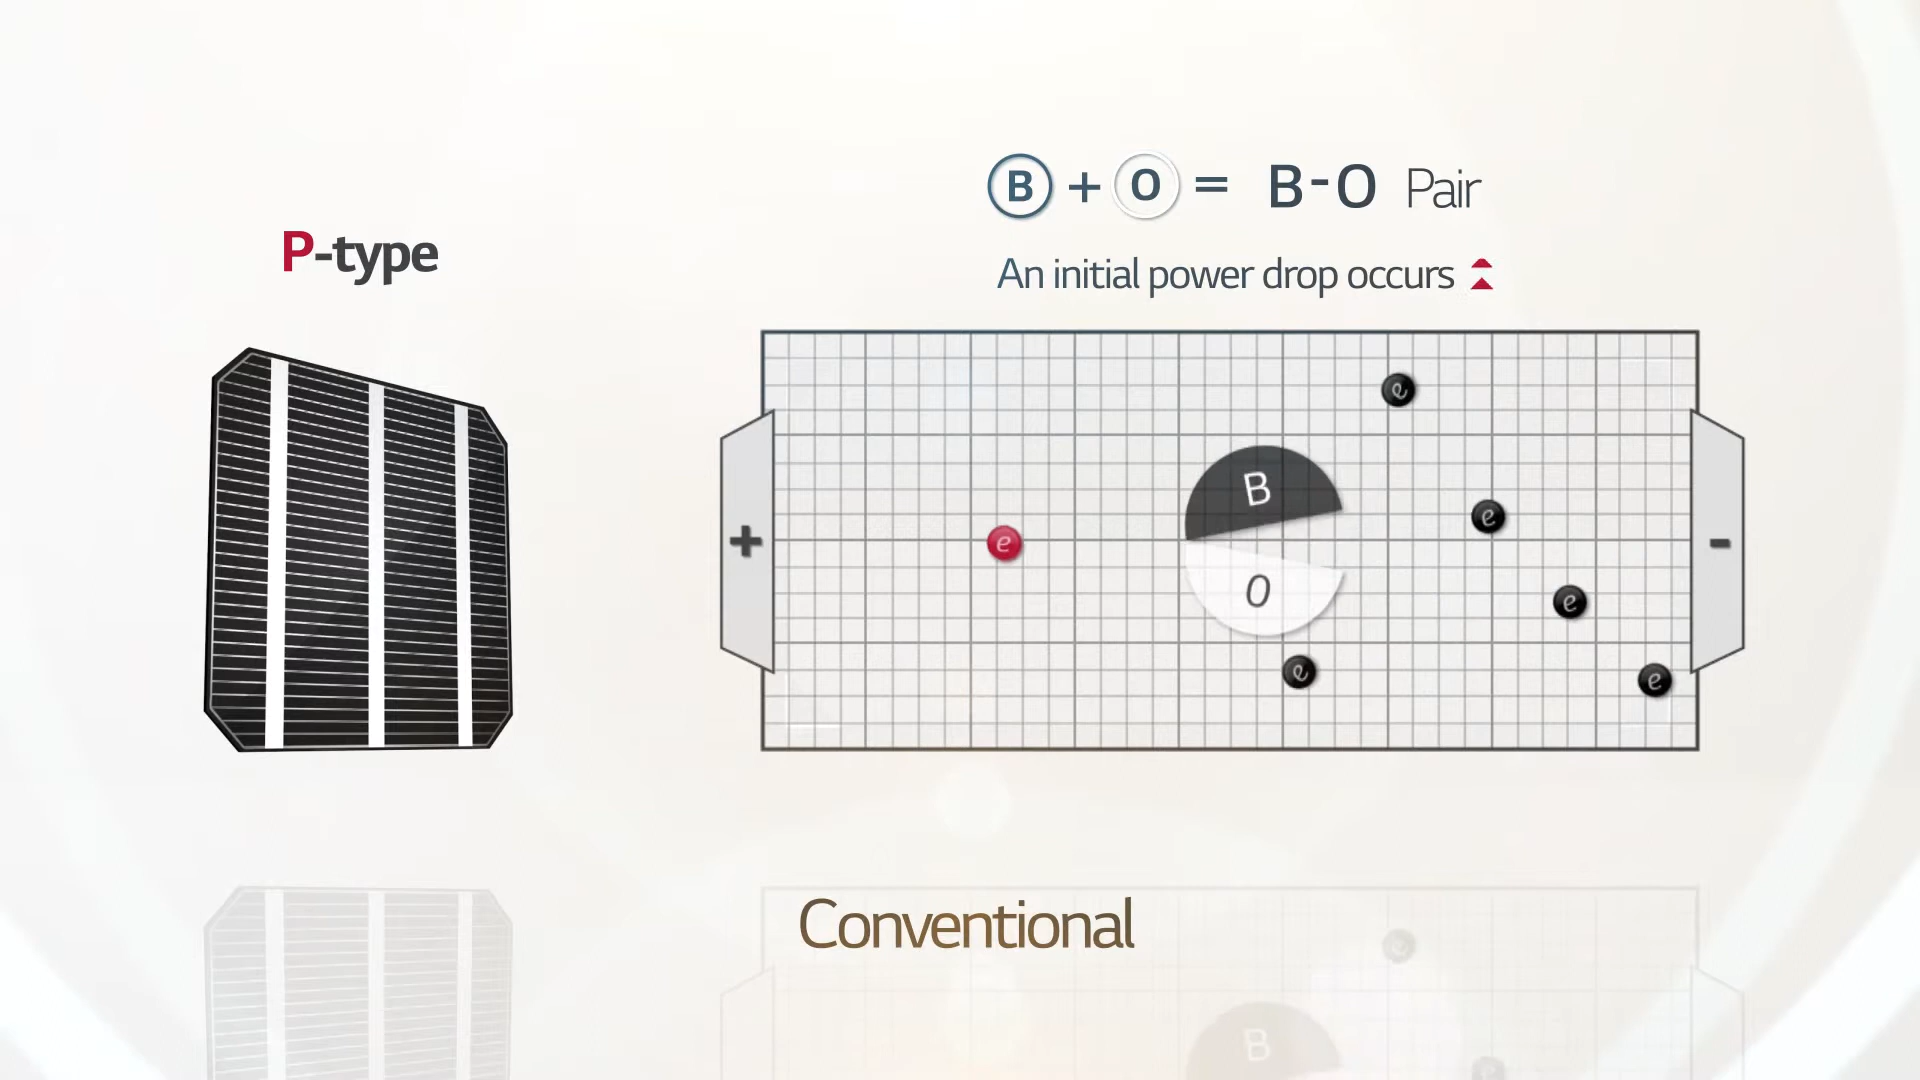 P-type
B + O = B-O Pair
An initial power drop occurs
e
B
e
+
e
-
O
e
e
e
Conventional
e
B
e